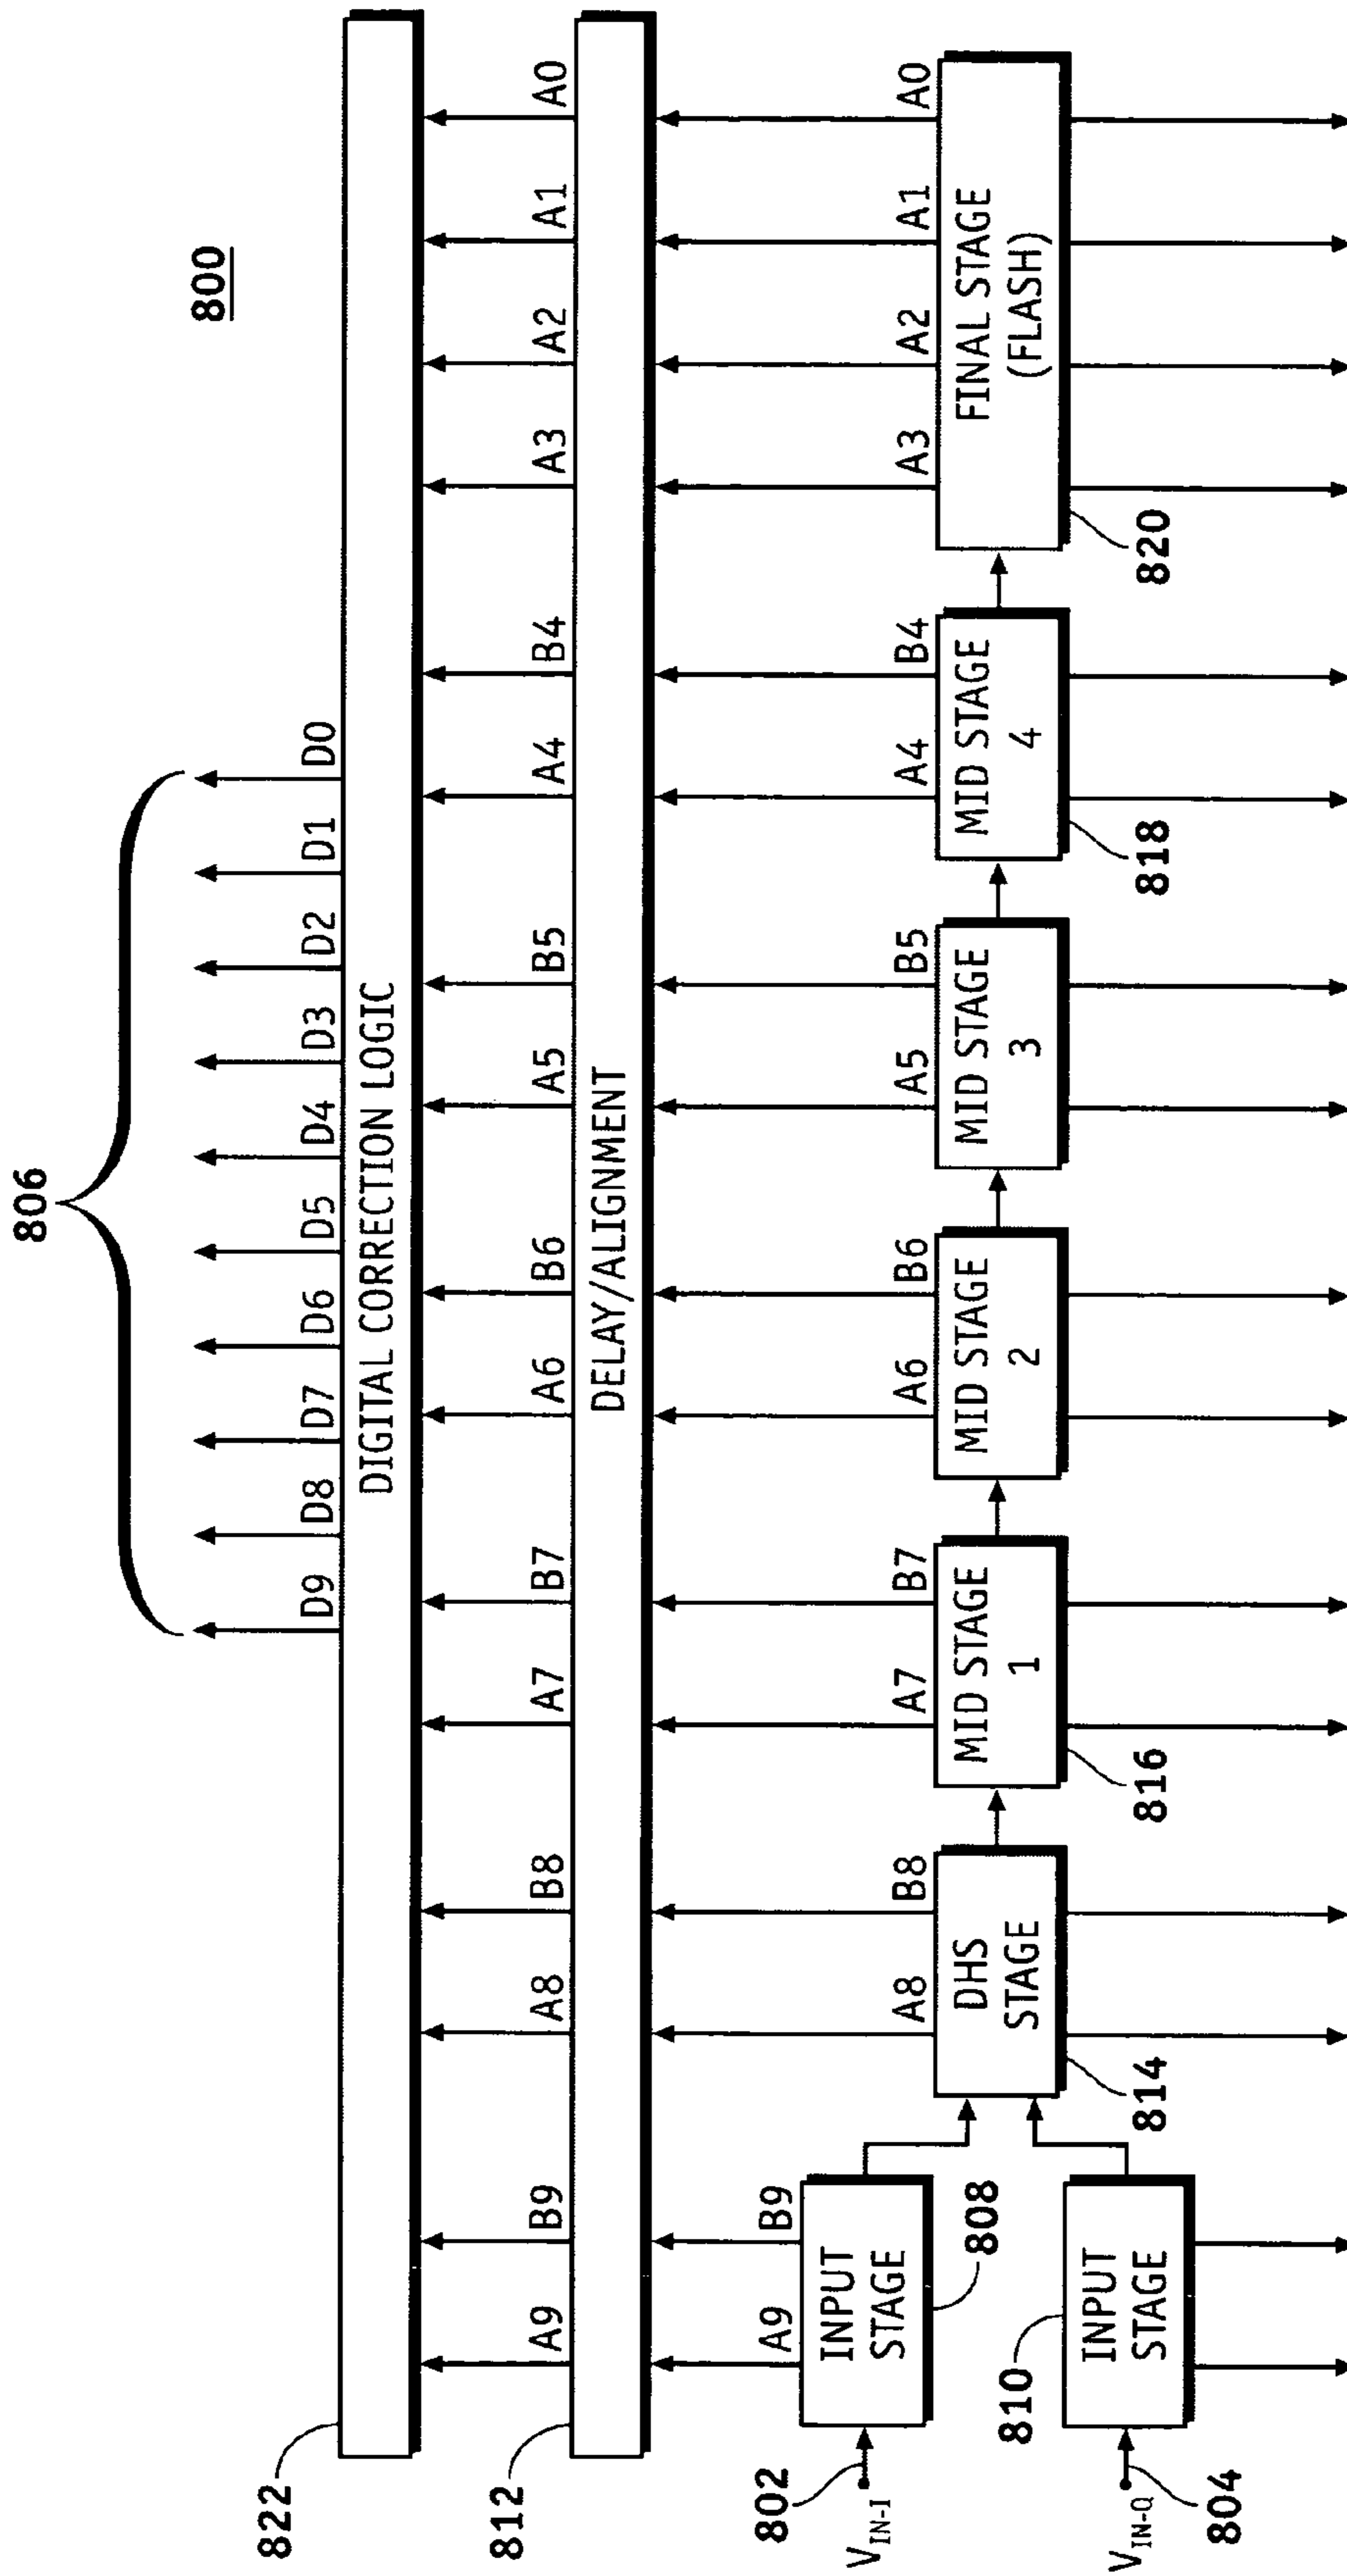 800
806
D9 D8 D7 D6 D5 D4 D3 D2 D1 D0
822
DIGITAL CORRECTION LOGIC
A9 B9 A8 B8 A7 B7 A6 B6 A5 B5 A4 B4 A3 A2 A1 A0
812
DELAY/ALIGNMENT
A9 B9
A8 B8 A7 B7 A6 B6 A5 B5 A4 B4 A3 A2 A1 A0
802
VIN-I
INPUT
STAGE
808
DHS
STAGE
814
MID STAGE
1
816
MID STAGE
2
MID STAGE
3
MID STAGE
4
818
FINAL STAGE
(FLASH)
820
810
INPUT
STAGE
VIN-Q
804